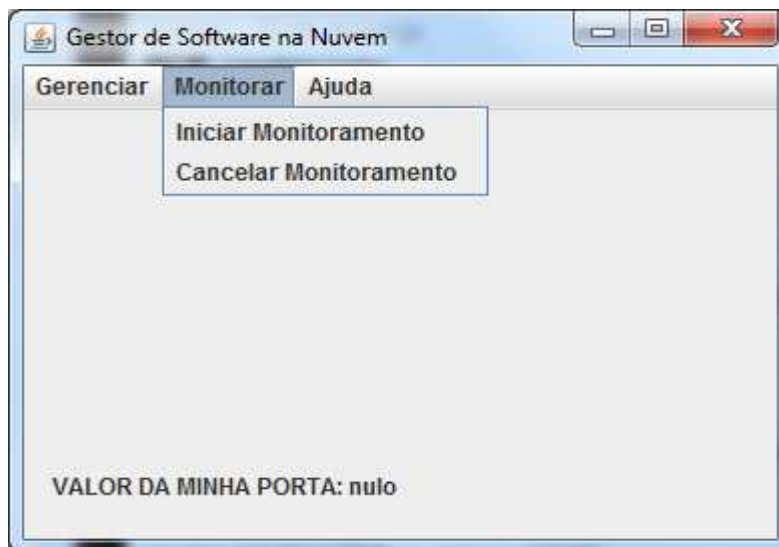 Gestor de Software na Nuvem
Gerenciar Monitorar Ajuda
Iniciar Monitoramento
Cancelar Monitoramento
VALOR DA MINHA PORTA: nulo